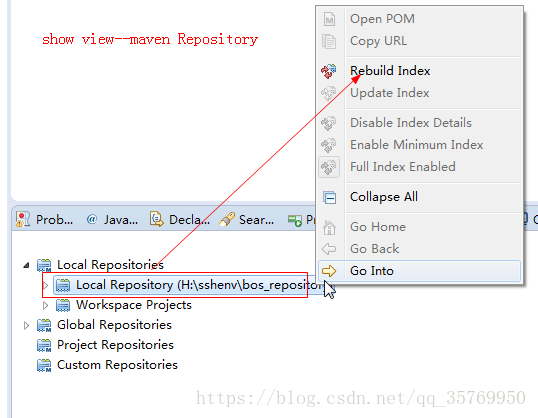 show view--maven Repository
Open POM
Copy URL
Rebuild Index
Update Index
Disable Index Details
Enable Minimum Index
Full Index Enabled
Collapse All
Go Home
Go Back
Go Into
Prob... @ Java... Decla... Sear...
Local Repositories
Local Repository (H:\sshenv\bos_repositor
Workspace Projects
Global Repositories
Project Repositories
Custom Repositories
https://blog.csdn.net/qq_35769950